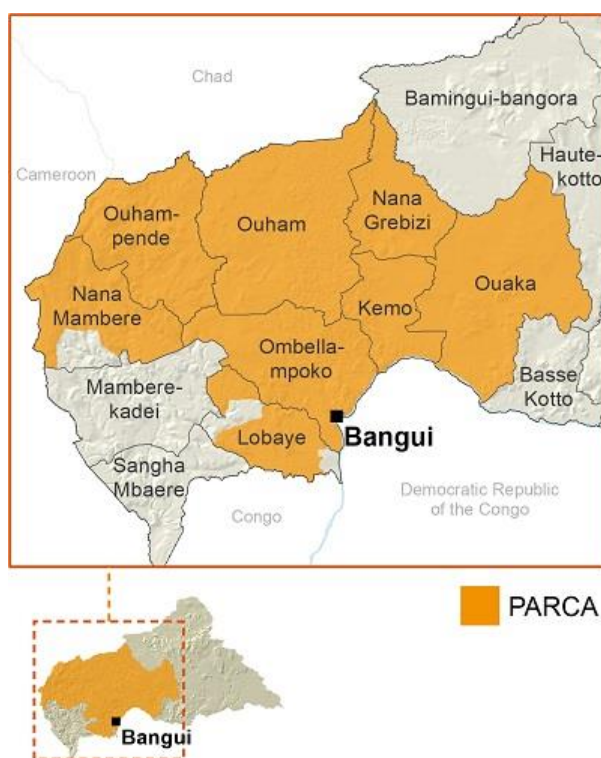 Chad
Bamingui-bangora
Haute-
kotto
Cameroon
Ouham-
pende
Ouham
Nana
Grebizi
Ouaka
Nana
Mambere
Kemo
Ombella-
mpoko
Basse
Kotto
Mambere-
kadei
Lobaye
Bangui
Sangha
Mbaere
Congo
Democratic Republic
of the Congo
PARCA
Bangui